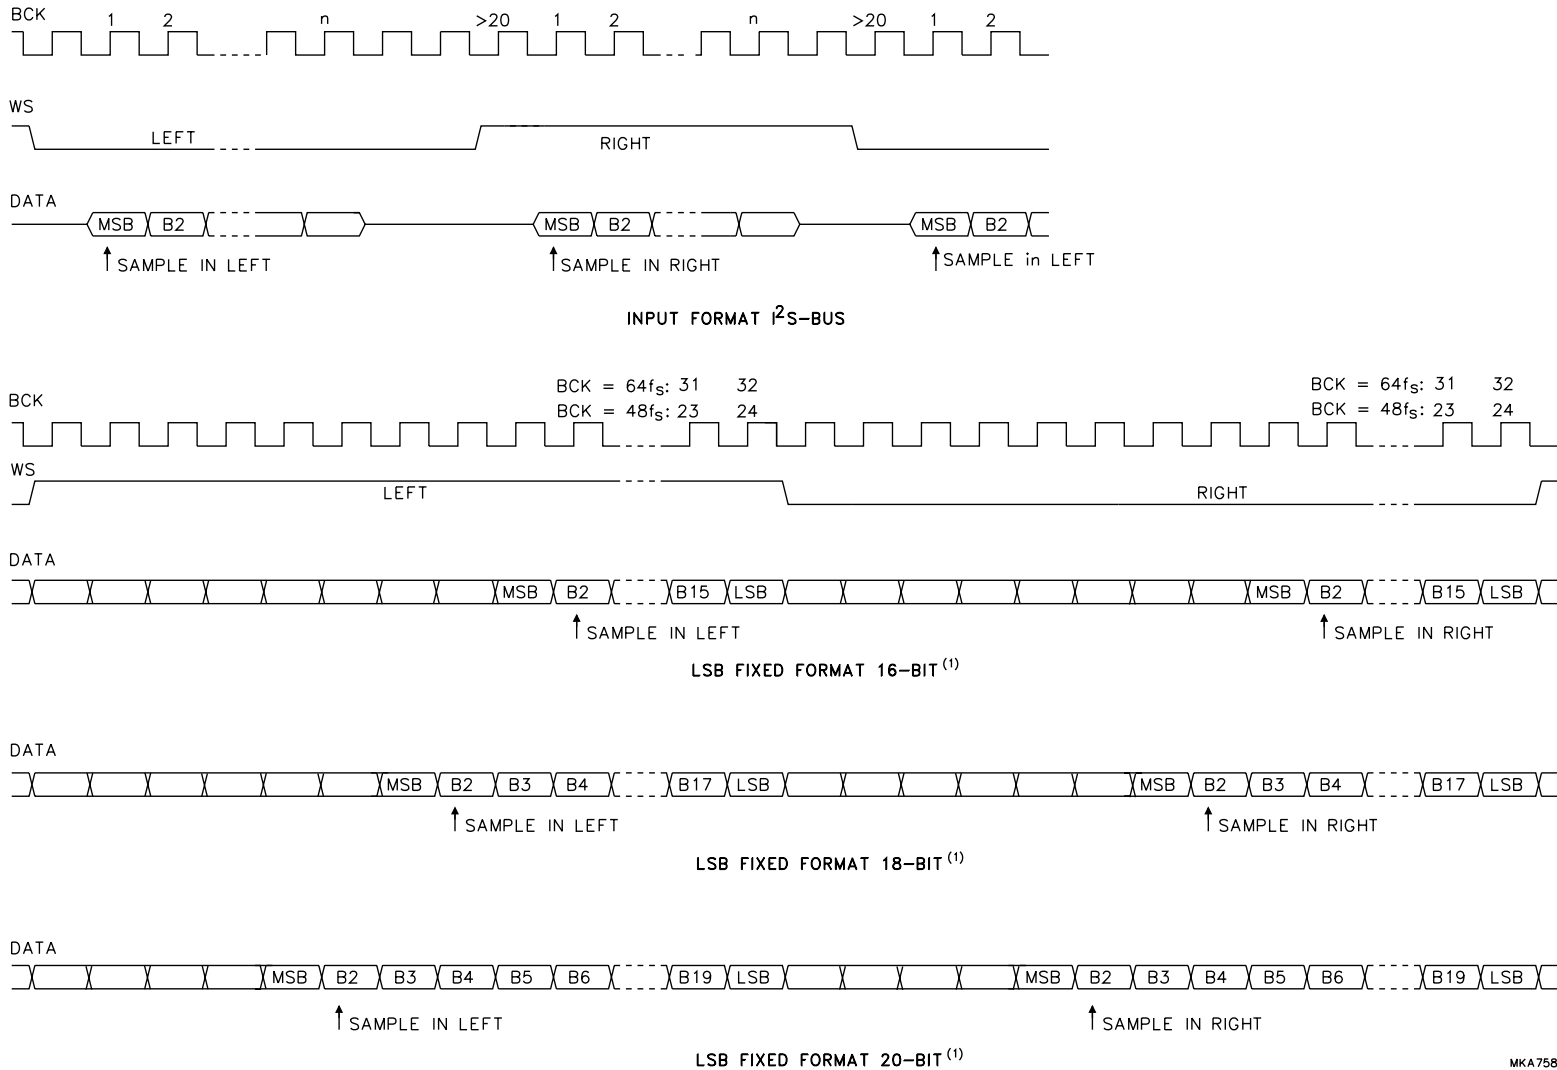 BCK 1 2 n >20 1 2 n >20 1 2
WS
LEFT RIGHT
DATA
MSB B2 MSB B2 MSB B2
SAMPLE IN LEFT SAMPLE IN RIGHT SAMPLE in LEFT
INPUT FORMAT I²S–BUS
BCK = 64fs: 31 32 BCK = 64fs: 31 32
BCK
BCK = 48fs: 23 24 BCK = 48fs: 23 24
WS
LEFT RIGHT
DATA
MSB B2 B15 LSB MSB B2 B15 LSB
SAMPLE IN LEFT SAMPLE IN RIGHT
LSB FIXED FORMAT 16–BIT (1)
DATA
MSB B2 B3 B4 B17 LSB MSB B2 B3 B4 B17 LSB
SAMPLE IN LEFT SAMPLE IN RIGHT
LSB FIXED FORMAT 18–BIT (1)
DATA
MSB B2 B3 B4 B5 B6 B19 LSB MSB B2 B3 B4 B5 B6 B19 LSB
SAMPLE IN LEFT SAMPLE IN RIGHT
LSB FIXED FORMAT 20–BIT (1)
MKA758